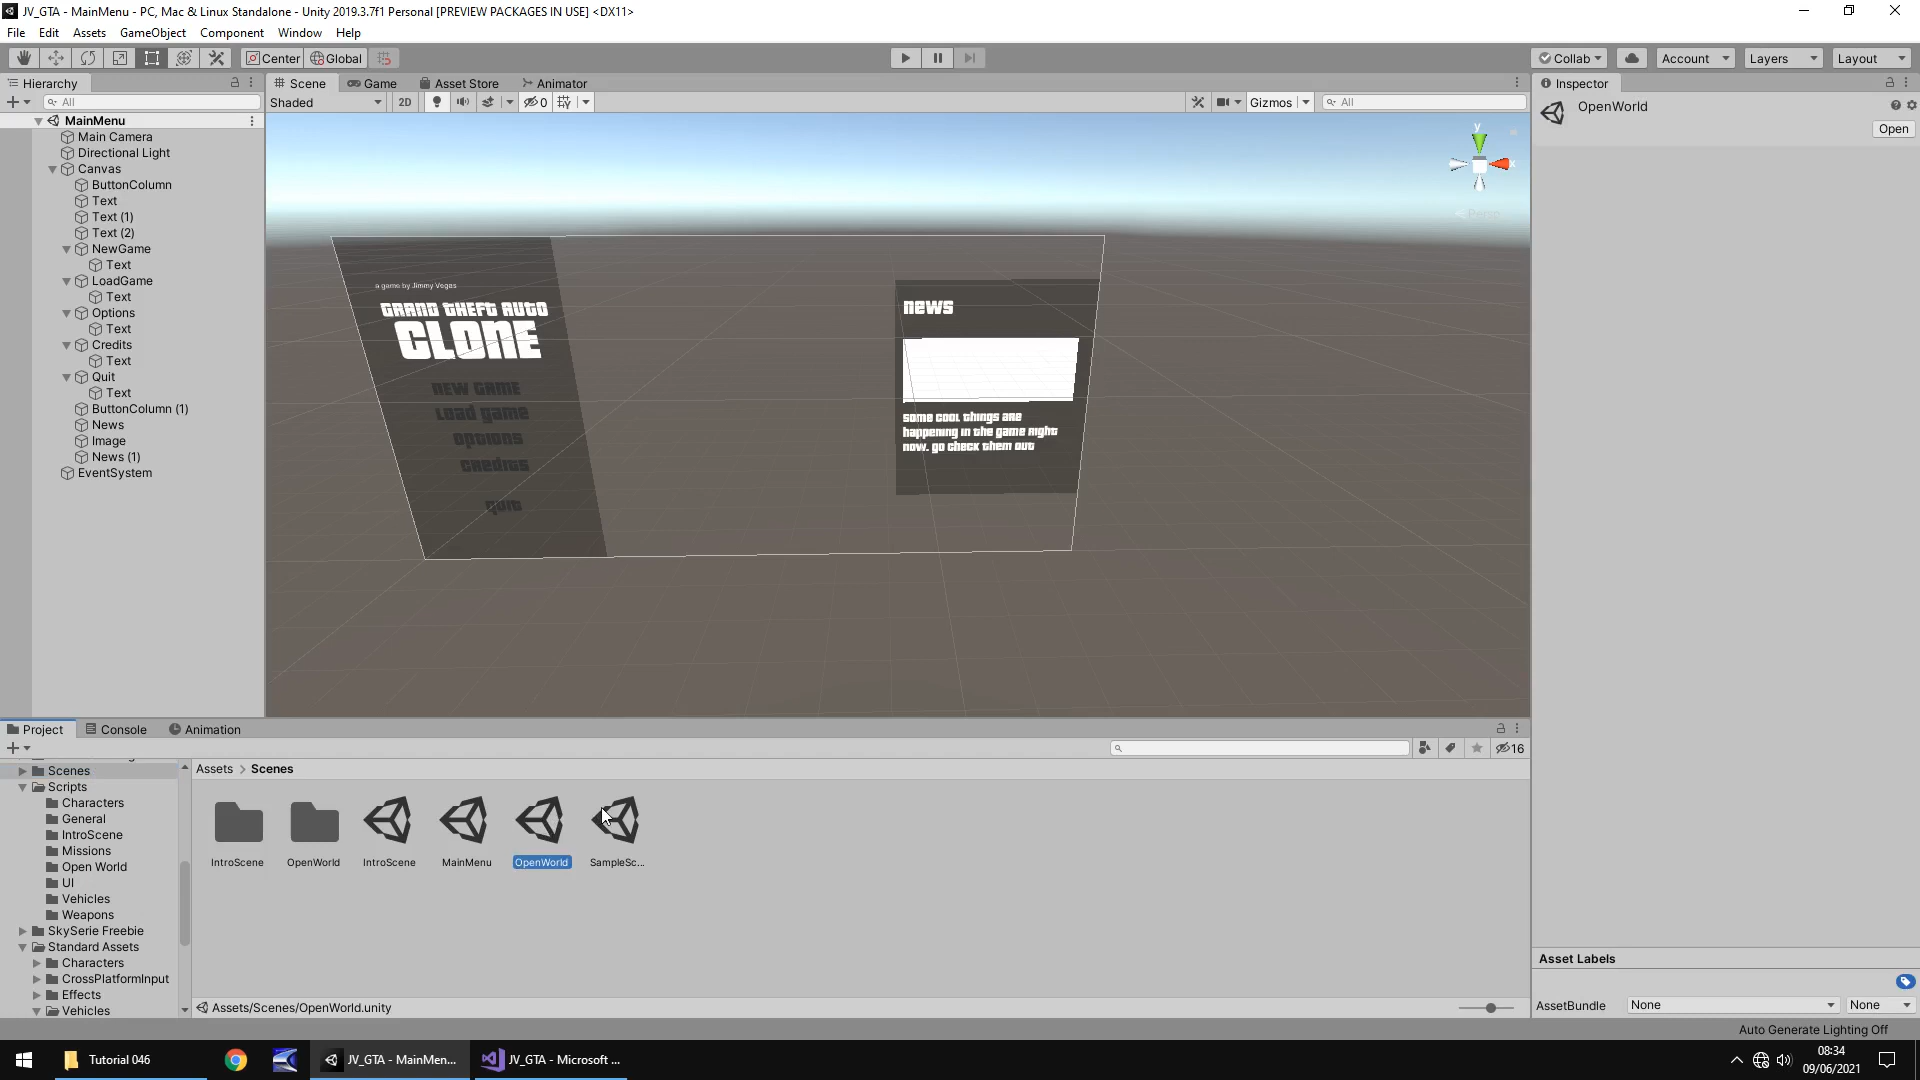 JV_GTA - MainMenu - PC, Mac & Linux Standalone - Unity 2019.3.7f1 Personal [PREVIEW PACKAGES IN USE] <DX11>
File Edit Assets GameObject Component Window Help
Center Global
Collab Account Layers Layout
Hierarchy
All
MainMenu
Main Camera
Directional Light
Canvas
ButtonColumn
Text
Text (1)
Text (2)
NewGame
Text
LoadGame
Text
Options
Text
Credits
Text
Quit
Text
ButtonColumn (1)
News
Image
News (1)
EventSystem
Scene Game Asset Store Animator
Shaded 2D 0 Gizmos All
y
x
Persp
a game by Jimmy Vegas
GRAND THEFT AUTO
CLONE
NEW GAME
Load game
options
credits
quit
news
some cool things are
happening in the game right
now. go check them out
Inspector
OpenWorld
Open
Project Console Animation
16
Scenes
Scripts
Characters
General
IntroScene
Missions
Open World
UI
Vehicles
Weapons
SkySerie Freebie
Standard Assets
Characters
CrossPlatformInput
Effects
Vehicles
Assets > Scenes
IntroScene OpenWorld IntroScene MainMenu OpenWorld SampleSc...
Assets/Scenes/OpenWorld.unity
Asset Labels
AssetBundle None None
Auto Generate Lighting Off
Tutorial 046
JV_GTA - MainMen...
JV_GTA - Microsoft ...
08:34
09/06/2021